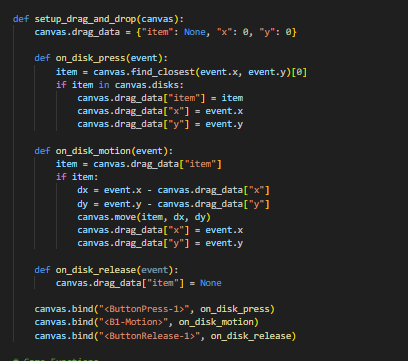 def setup_drag_and_drop(canvas):
    canvas.drag_data = {"item": None, "x": 0, "y": 0}

    def on_disk_press(event):
        item = canvas.find_closest(event.x, event.y)[0]
        if item in canvas.disks:
            canvas.drag_data["item"] = item
            canvas.drag_data["x"] = event.x
            canvas.drag_data["y"] = event.y

    def on_disk_motion(event):
        item = canvas.drag_data["item"]
        if item:
            dx = event.x - canvas.drag_data["x"]
            dy = event.y - canvas.drag_data["y"]
            canvas.move(item, dx, dy)
            canvas.drag_data["x"] = event.x
            canvas.drag_data["y"] = event.y

    def on_disk_release(event):
        canvas.drag_data["item"] = None

    canvas.bind("<ButtonPress-1>", on_disk_press)
    canvas.bind("<B1-Motion>", on_disk_motion)
    canvas.bind("<ButtonRelease-1>", on_disk_release)